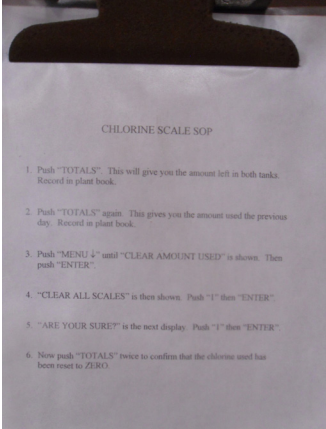 CHLORINE SCALE SOP
1. Push "TOTALS". This will give you the amount left in both tanks.
Record in plant book.
2. Push "TOTALS" again. This gives you the amount used the previous
day. Record in plant book.
3. Push "MENU ↓" until "CLEAR AMOUNT USED" is shown. Then
push "ENTER".
4. "CLEAR ALL SCALES" is then shown. Push "1" then "ENTER".
5. "ARE YOUR SURE?" is the next display. Push "1" then "ENTER".
6. Now push "TOTALS" twice to confirm that the chlorine used has
been reset to ZERO.